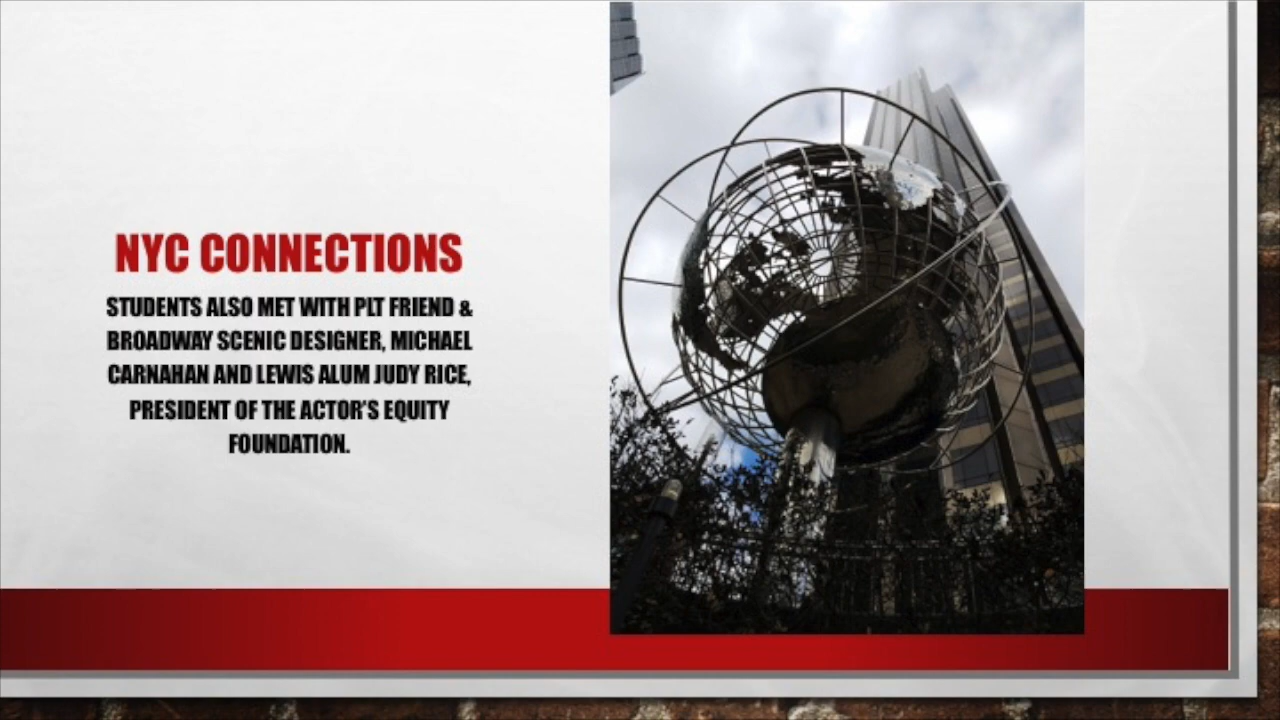 NYC CONNECTIONS
STUDENTS ALSO MET WITH PLT FRIEND &
BROADWAY SCENIC DESIGNER, MICHAEL
CARNAHAN AND LEWIS ALUM JUDY RICE,
PRESIDENT OF THE ACTOR'S EQUITY
FOUNDATION.